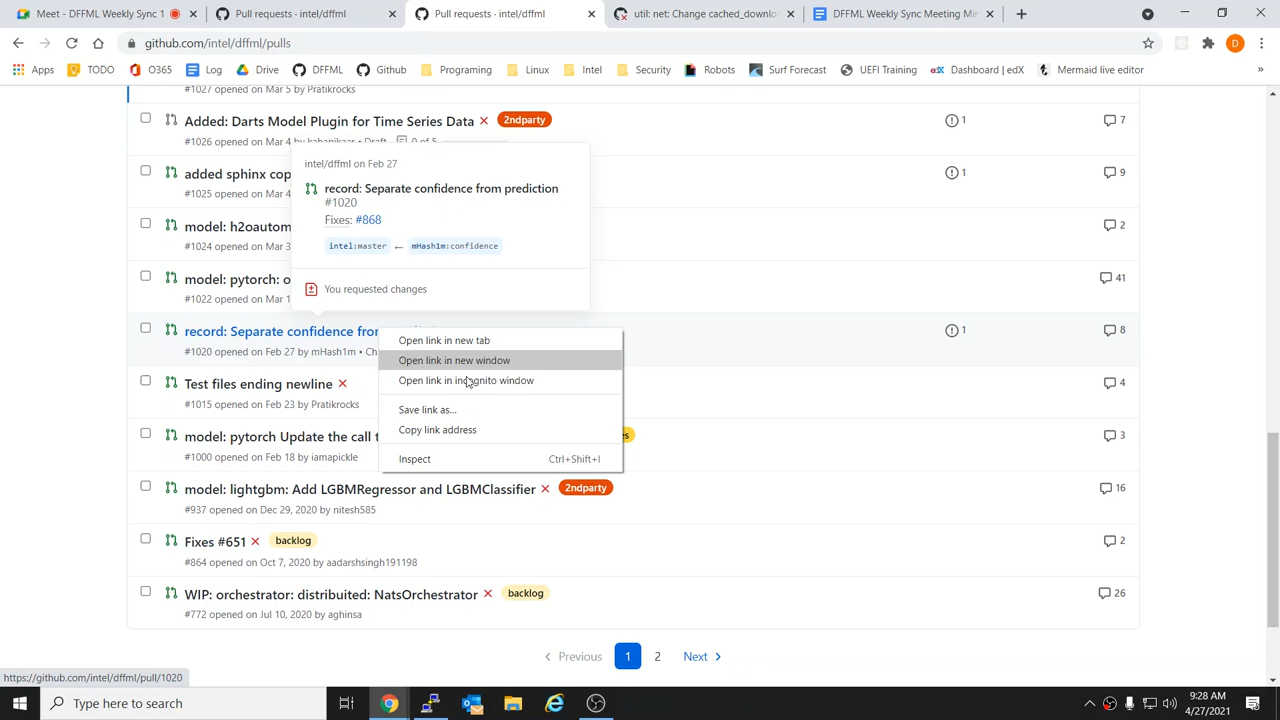 Meet - DFFML Weekly Sync 1
Pull requests · intel/dffml
Pull requests · intel/dffml
util: net: Change cached_downlo
DFFML Weekly Sync Meeting Min
github.com/intel/dffml/pulls
D
Apps
TODO
O365
Log
Drive
DFFML
Github
Programing
Linux
Intel
Security
Robots
Surf Forecast
UEFI Training
Dashboard | edX
Mermaid live editor
»
#1027 opened on Mar 5 by Pratikrocks
Added: Darts Model Plugin for Time Series Data
2ndparty
1
7
#1026 opened on Mar 4 by kahanikaar • Draft
0 of 5
added sphinx cop
1
9
#1025 opened on Mar 4
model: h2oautom
2
#1024 opened on Mar 3
model: pytorch: o
41
#1022 opened on Mar 1
intel/dffml on Feb 27
record: Separate confidence from prediction
#1020
Fixes: #868
intel:master ← mHash1m:confidence
You requested changes
record: Separate confidence fror
1
8
#1020 opened on Feb 27 by mHash1m • Ch
Open link in new tab
Open link in new window
Open link in incognito window
Save link as...
Copy link address
Inspect Ctrl+Shift+I
Test files ending newline
4
#1015 opened on Feb 23 by Pratikrocks
model: pytorch Update the call t
es
3
#1000 opened on Feb 18 by iamapickle
model: lightgbm: Add LGBMRegressor and LGBMClassifier
2ndparty
16
#937 opened on Dec 29, 2020 by nitesh585
Fixes #651
backlog
2
#864 opened on Oct 7, 2020 by aadarshsingh191198
WIP: orchestrator: distribuited: NatsOrchestrator
backlog
26
#772 opened on Jul 10, 2020 by aghinsa
Previous 1 2 Next
https://github.com/intel/dffml/pull/1020
Type here to search
9:28 AM
4/27/2021